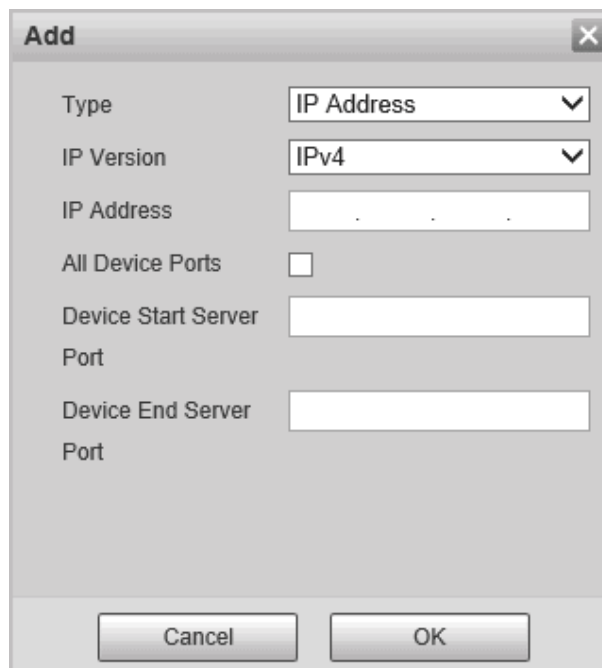 Add
Type IP Address
IP Version IPv4
IP Address . . .
All Device Ports
Device Start Server
Port
Device End Server
Port
Cancel OK